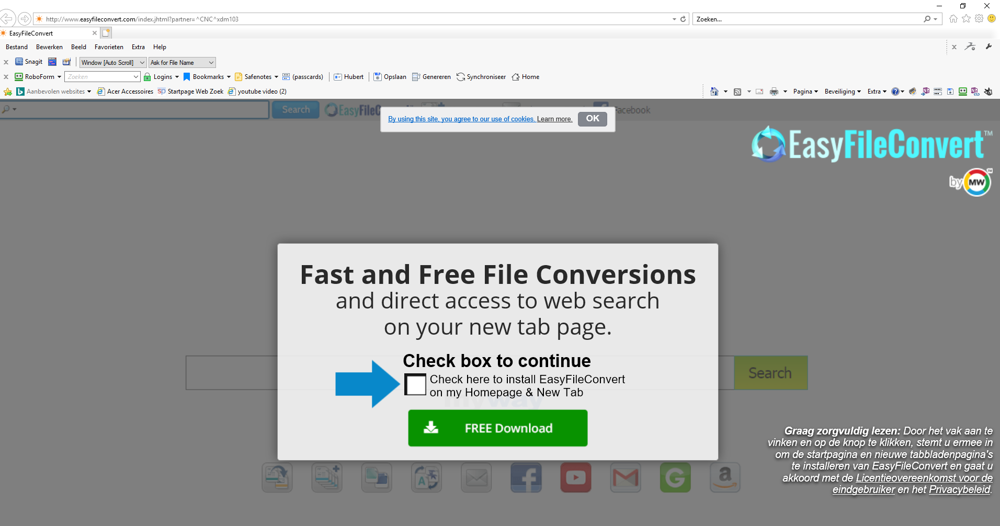 http://www.easyfileconvert.com/index.jhtml?partner=^CNC^xdm103
Zoeken...
EasyFileConvert
Bestand Bewerken Beeld Favorieten Extra Help
Snagit Window [Auto Scroll] Ask for File Name
RoboForm Zoeken Logins Bookmarks Safenotes (passcards) Hubert Opslaan Genereren Synchroniseer Home
Aanbevolen websites Acer Accessoires Startpage Web Zoek youtube video (2) Pagina Beveiliging Extra
Search EasyFileC Facebook
By using this site, you agree to our use of cookies. Learn more. OK
EasyFileConvert™
by MW™
Fast and Free File Conversions
and direct access to web search
on your new tab page.
Check box to continue
Check here to install EasyFileConvert
on my Homepage & New Tab
Search
myway
FREE Download
Graag zorgvuldig lezen: Door het vak aan te
vinken en op de knop te klikken, stemt u ermee in
om de startpagina en nieuwe tabbladenpagina's
te installeren van EasyFileConvert en gaat u
akkoord met de Licentieovereenkomst voor de
eindgebruiker en het Privacybeleid.